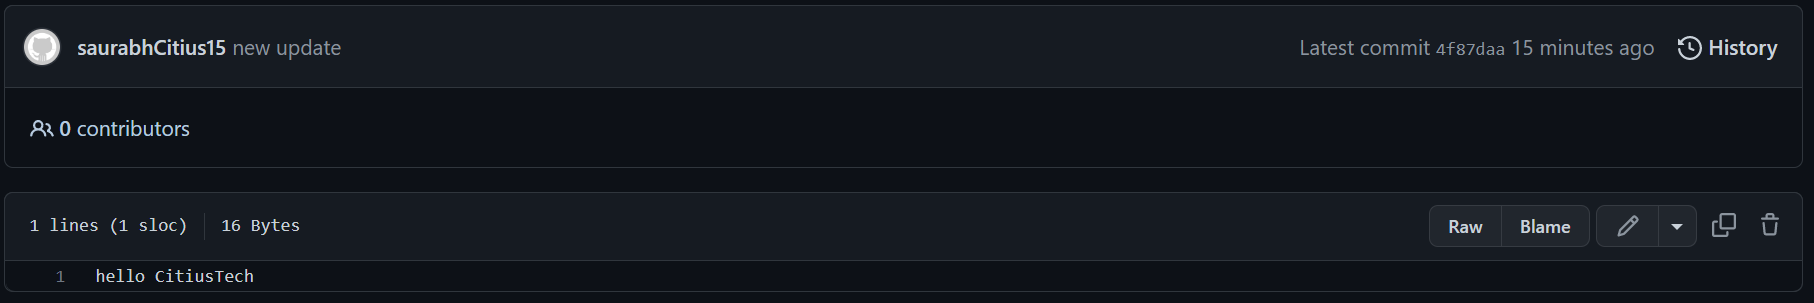 saurabhCitius15 new update Latest commit 4f87daa 15 minutes ago History
0 contributors
1 lines (1 sloc) 16 Bytes Raw Blame
1 hello CitiusTech